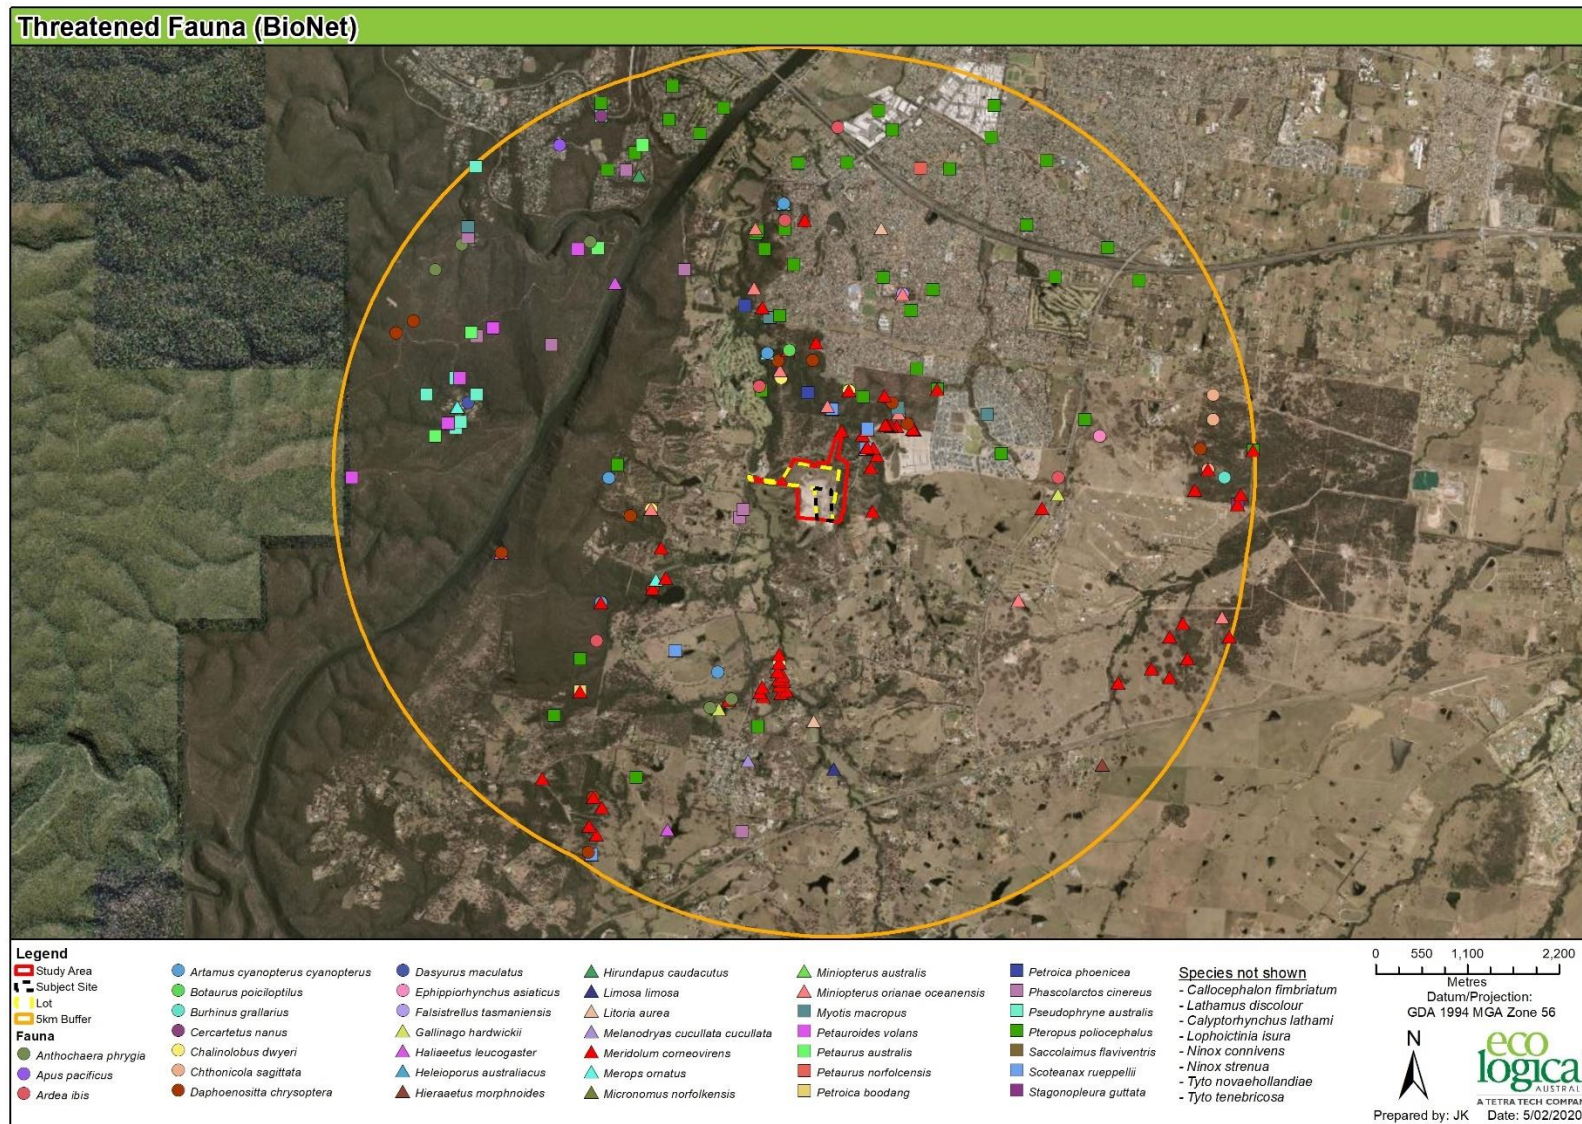 Threatened Fauna (BioNet)
Legend
Study Area
Subject Site
Lot
5km Buffer
Fauna
Anthochaera phrygia
Apus pacificus
Ardea ibis
Artamus cyanopterus cyanopterus
Botaurus poiciloptilus
Burhinus grallarius
Cercartetus nanus
Chalinolobus dwyeri
Chthonicola sagittata
Daphoenositta chrysoptera
Dasyurus maculatus
Ephippiorhynchus asiaticus
Falsistrellus tasmaniensis
Gallinago hardwickii
Haliaeetus leucogaster
Heleioporus australiacus
Hieraaetus morphnoides
Hirundapus caudacutus
Limosa limosa
Litoria aurea
Melanodryas cucullata cucullata
Meridolum corneovirens
Merops ornatus
Micronomus norfolkensis
Miniopterus australis
Miniopterus orianae oceanensis
Myotis macropus
Petauroides volans
Petaurus australis
Petaurus norfolcensis
Petroica boodang
Petroica phoenicea
Phascolarctos cinereus
Pseudophryne australis
Pteropus poliocephalus
Saccolaimus flaviventris
Scoteanax rueppellii
Stagonopleura guttata
Species not shown
- Callocephalon fimbriatum
- Lathamus discolour
- Calyptorhynchus lathami
- Lophoictinia isura
- Ninox connivens
- Ninox strenua
- Tyto novaehollandiae
- Tyto tenebricosa
0 550 1,100 2,200
Metres
Datum/Projection:
GDA 1994 MGA Zone 56
N
eco
logical
AUSTRALIA
A TETRA TECH COMPANY
Prepared by: JK Date: 5/02/2020